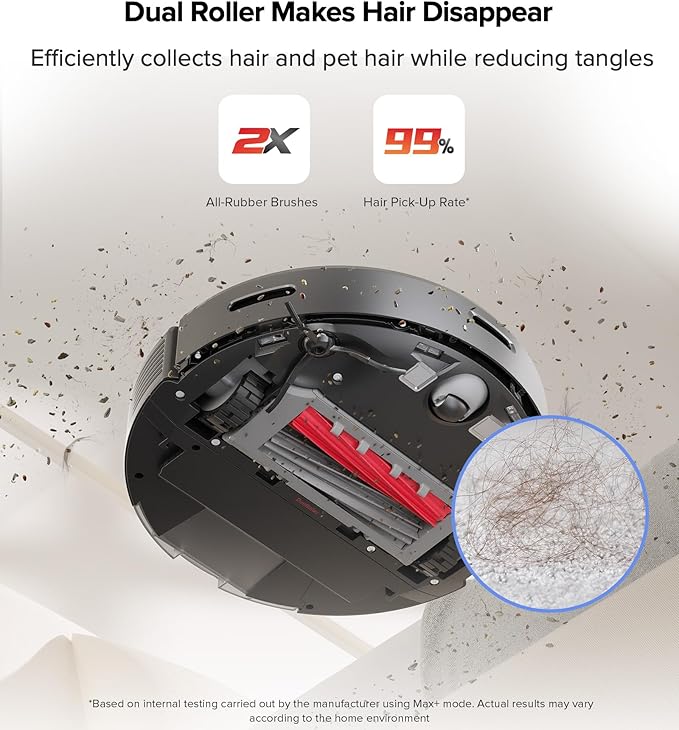 Dual Roller Makes Hair Disappear
Efficiently collects hair and pet hair while reducing tangles
2X
99%
All-Rubber Brushes
Hair Pick-Up Rate*
*Based on internal testing carried out by the manufacturer using Max+ mode. Actual results may vary
according to the home environment